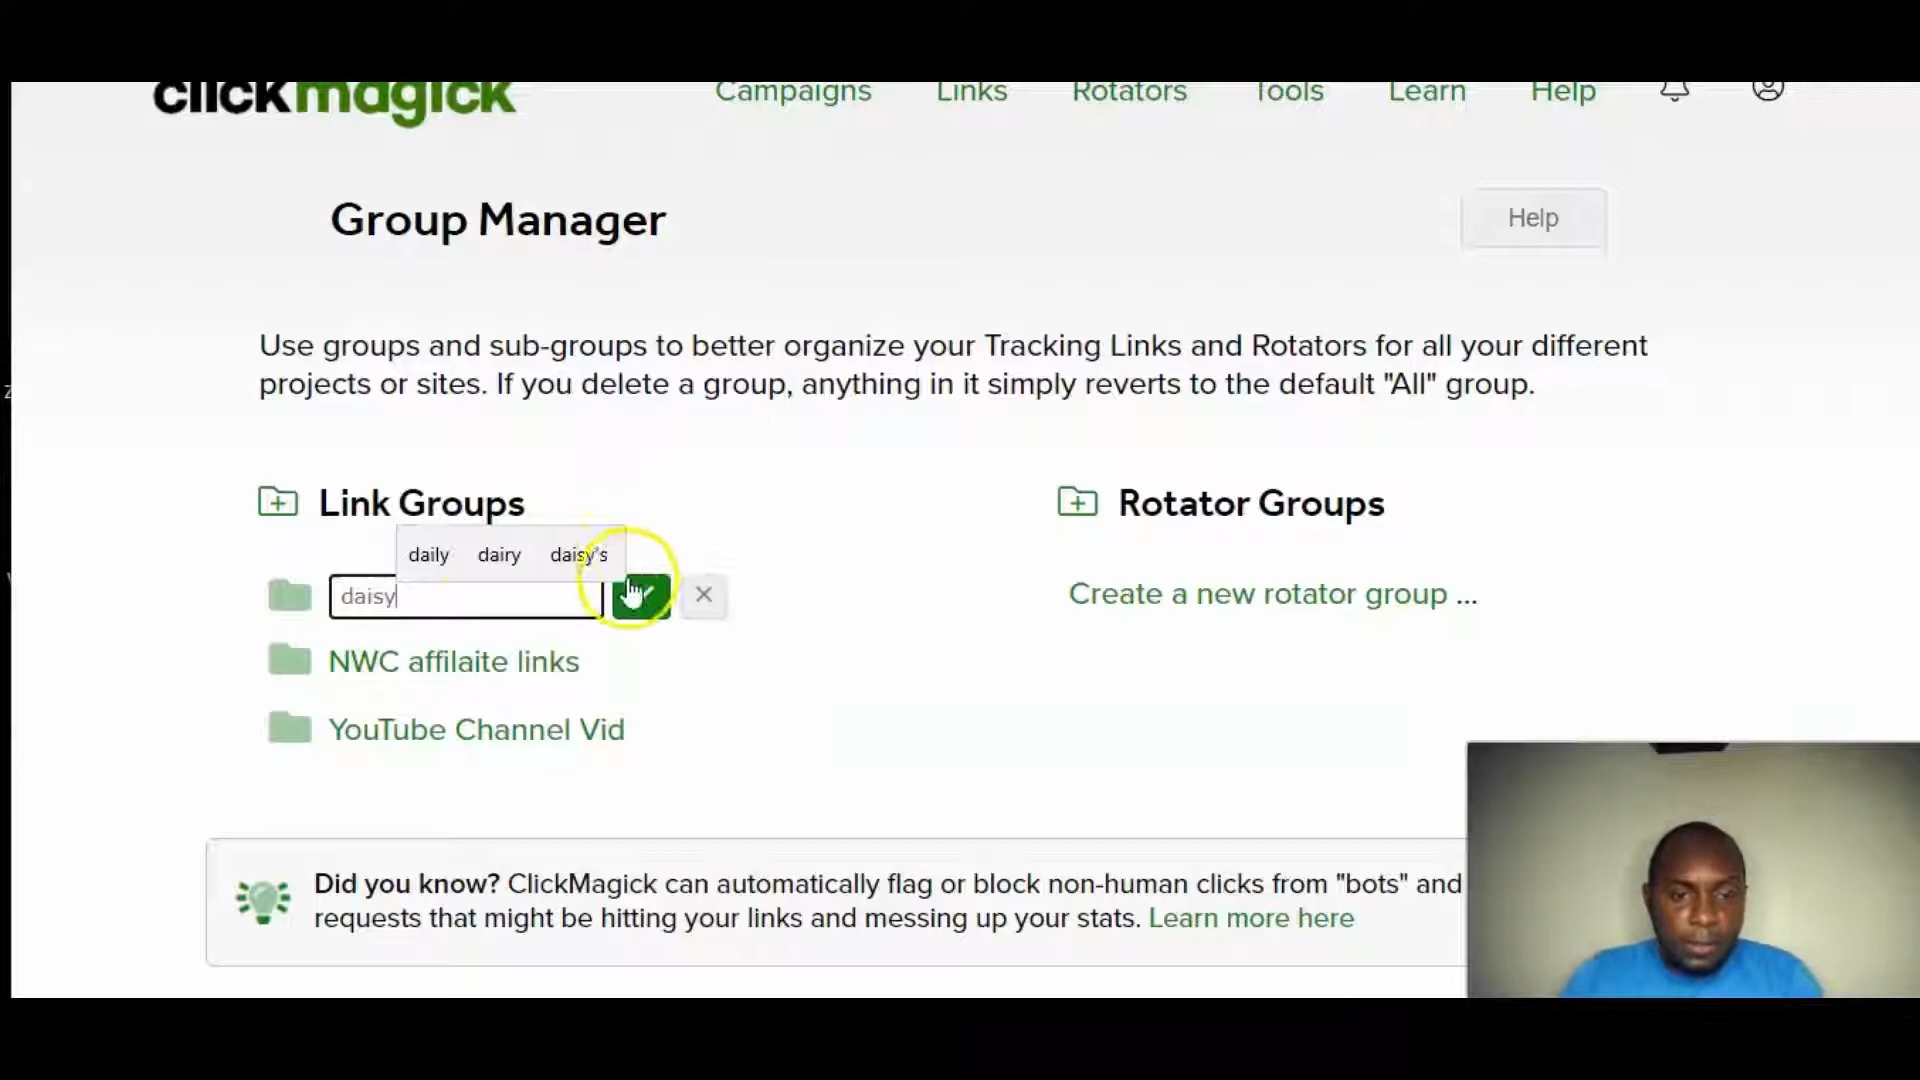 clickmagick
Campaigns Links Rotators Tools Learn Help
Group Manager
Help
Use groups and sub-groups to better organize your Tracking Links and Rotators for all your different
projects or sites. If you delete a group, anything in it simply reverts to the default "All" group.
Link Groups
Rotator Groups
daily dairy daisy's
daisy
Create a new rotator group ...
NWC affilaite links
YouTube Channel Vid
Did you know? ClickMagick can automatically flag or block non-human clicks from "bots" and
requests that might be hitting your links and messing up your stats. Learn more here